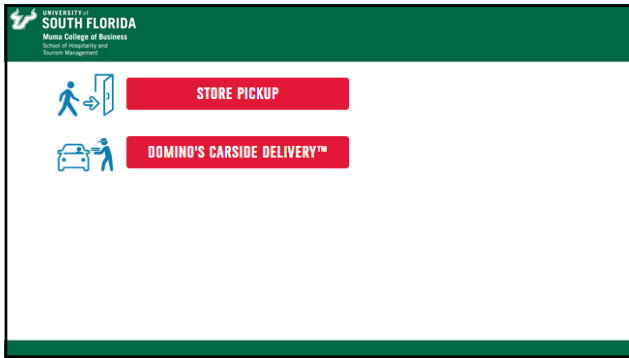 UNIVERSITY of
SOUTH FLORIDA
Muma College of Business
School of Hospitality and
Tourism Management
STORE PICKUP
DOMINO'S CARSIDE DELIVERY™